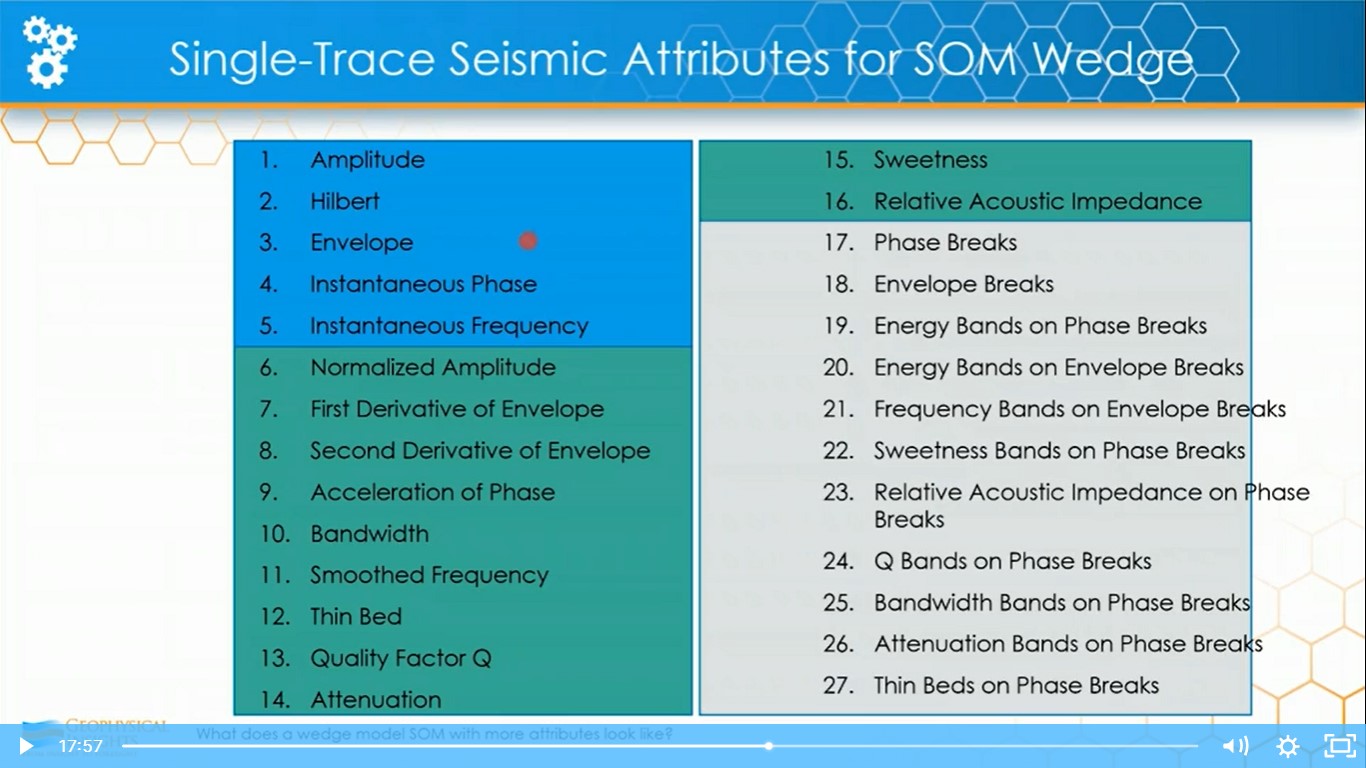 Single-Trace Seismic Attributes for SOM Wedge
1. Amplitude
2. Hilbert
3. Envelope
4. Instantaneous Phase
5. Instantaneous Frequency
6. Normalized Amplitude
7. First Derivative of Envelope
8. Second Derivative of Envelope
9. Acceleration of Phase
10. Bandwidth
11. Smoothed Frequency
12. Thin Bed
13. Quality Factor Q
14. Attenuation
15. Sweetness
16. Relative Acoustic Impedance
17. Phase Breaks
18. Envelope Breaks
19. Energy Bands on Phase Breaks
20. Energy Bands on Envelope Breaks
21. Frequency Bands on Envelope Breaks
22. Sweetness Bands on Phase Breaks
23. Relative Acoustic Impedance on Phase
Breaks
24. Q Bands on Phase Breaks
25. Bandwidth Bands on Phase Breaks
26. Attenuation Bands on Phase Breaks
27. Thin Beds on Phase Breaks
GEOPHYSICAL
What does a wedge model SOM with more attributes look like?
17:57